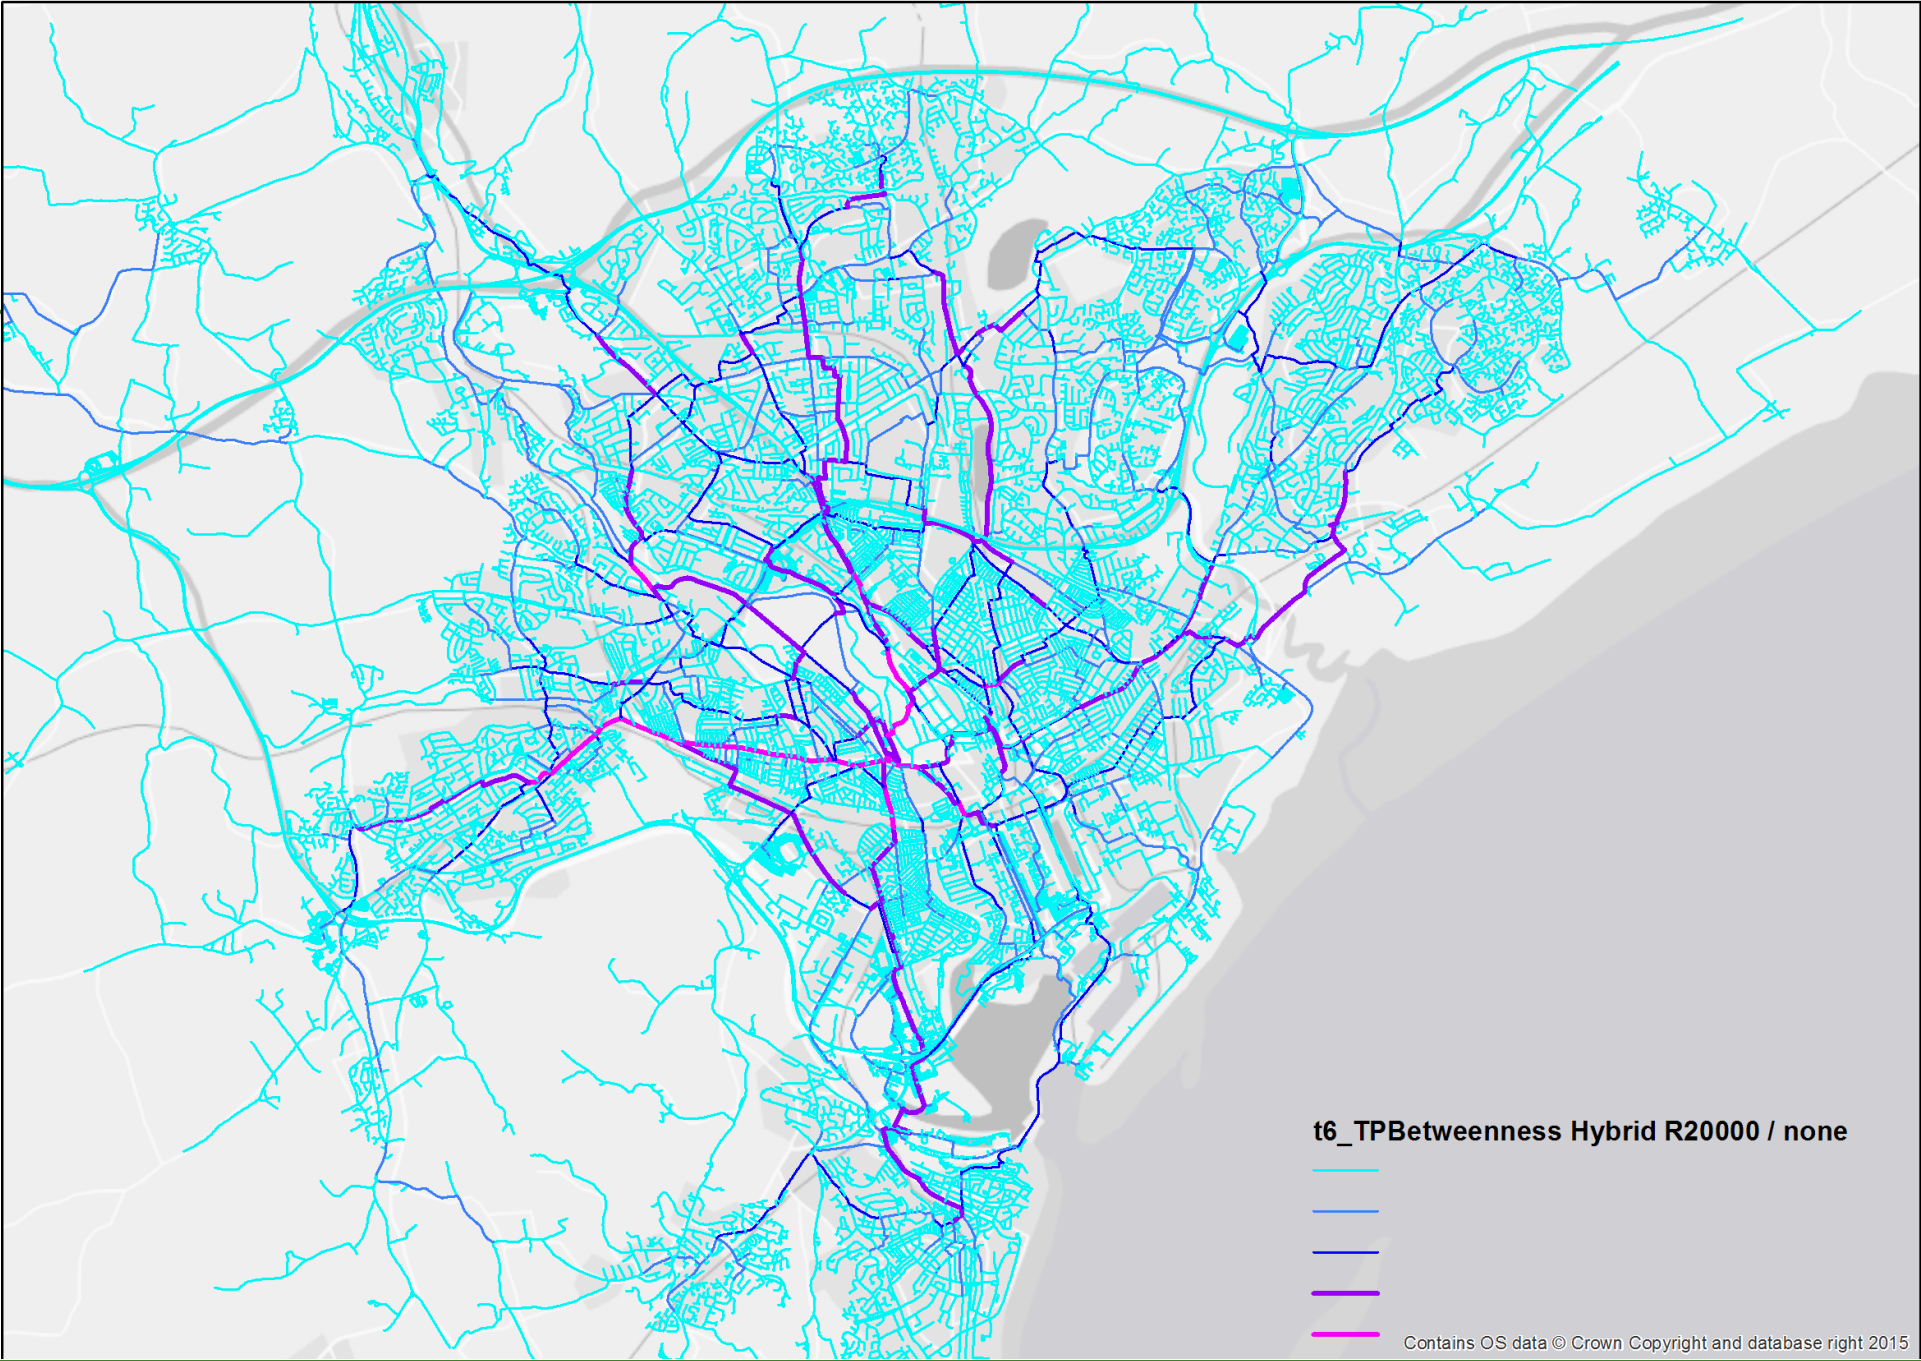 t6_TPBetweenness Hybrid R20000 / none
Contains OS data © Crown Copyright and database right 2015